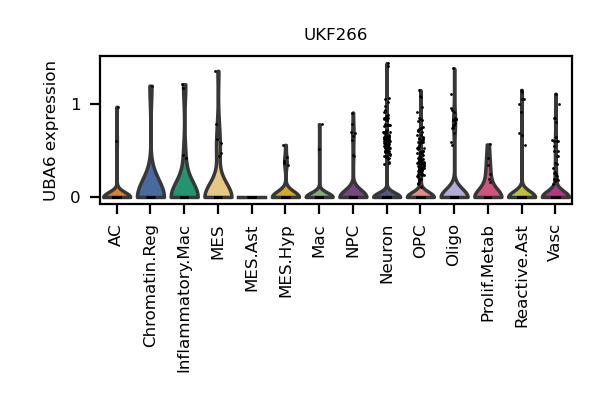 UKF266
UBA6 expression
1
0
AC
Chromatin.Reg
Inflammatory.Mac
MES
MES.Ast
MES.Hyp
Mac
NPC
Neuron
OPC
Oligo
Prolif.Metab
Reactive.Ast
Vasc